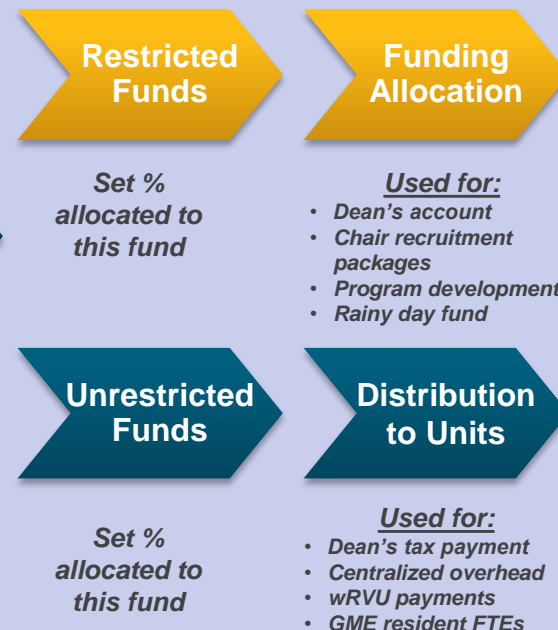 Restricted
Funds
Funding
Allocation
Set %
allocated to
this fund
Used for:
• Dean's account
• Chair recruitment
packages
• Program development
• Rainy day fund
Unrestricted
Funds
Distribution
to Units
Set %
allocated to
this fund
Used for:
• Dean's tax payment
• Centralized overhead
• wRVU payments
• GME resident FTEs